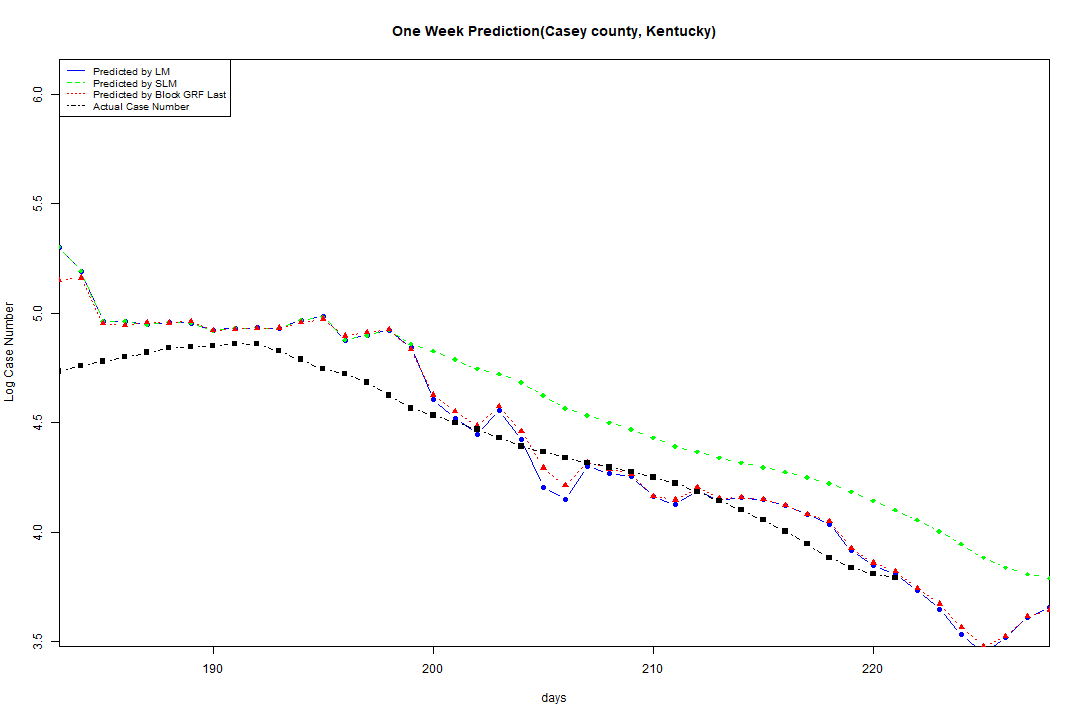 One Week Prediction(Casey county, Kentucky)
Predicted by LM
Predicted by SLM
Predicted by Block GRF Last
Actual Case Number
6.0
5.5
5.0
4.5
4.0
3.5
Log Case Number
190 200 210 220
days